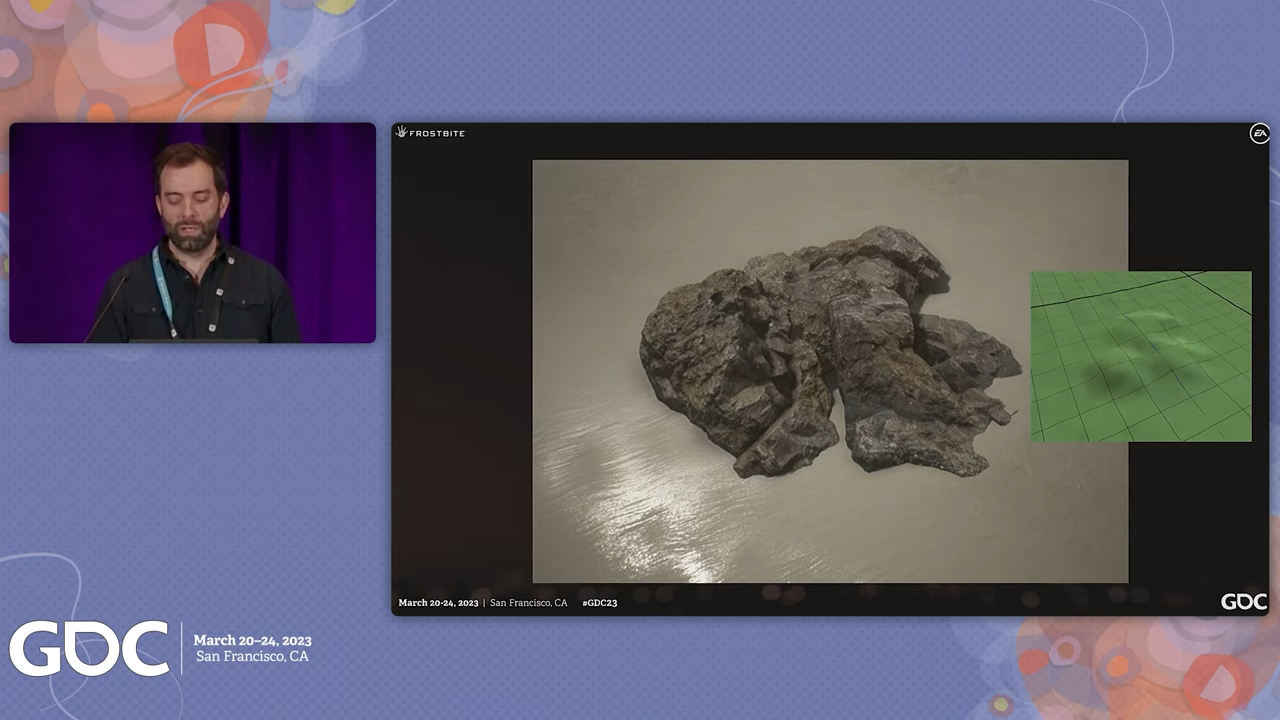 FROSTBITE
EA
March 20-24, 2023 | San Francisco, CA #GDC23
GDC
GDC
March 20–24, 2023
San Francisco, CA